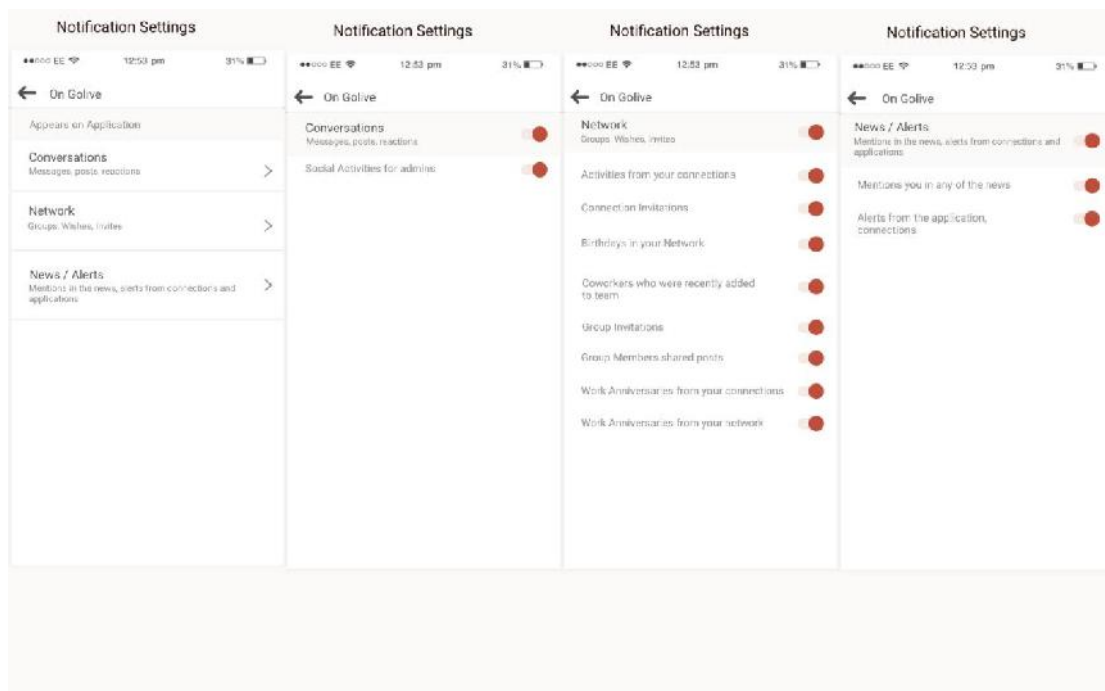 Notification Settings
EE 12:53 pm 31%
On Golive
Appears on Application
Conversations
Messages, posts, reactions
Network
Groups, Wishes, Invites
News / Alerts
Mentions in the news, alerts from connections and
applications
Notification Settings
EE 12:53 pm 31%
On Golive
Conversations
Messages, posts, reactions
Social Activities for admins
Notification Settings
EE 12:53 pm 31%
On Golive
Network
Groups, Wishes, Invites
Activities from your connections
Connection Invitations
Birthdays in your Network
Coworkers who were recently added
to team
Group Invitations
Group Members shared posts
Work Anniversaries from your connections
Work Anniversaries from your network
Notification Settings
EE 12:53 pm 31%
On Golive
News / Alerts
Mentions in the news, alerts from connections and
applications
Mentions you in any of the news
Alerts from the application,
connections